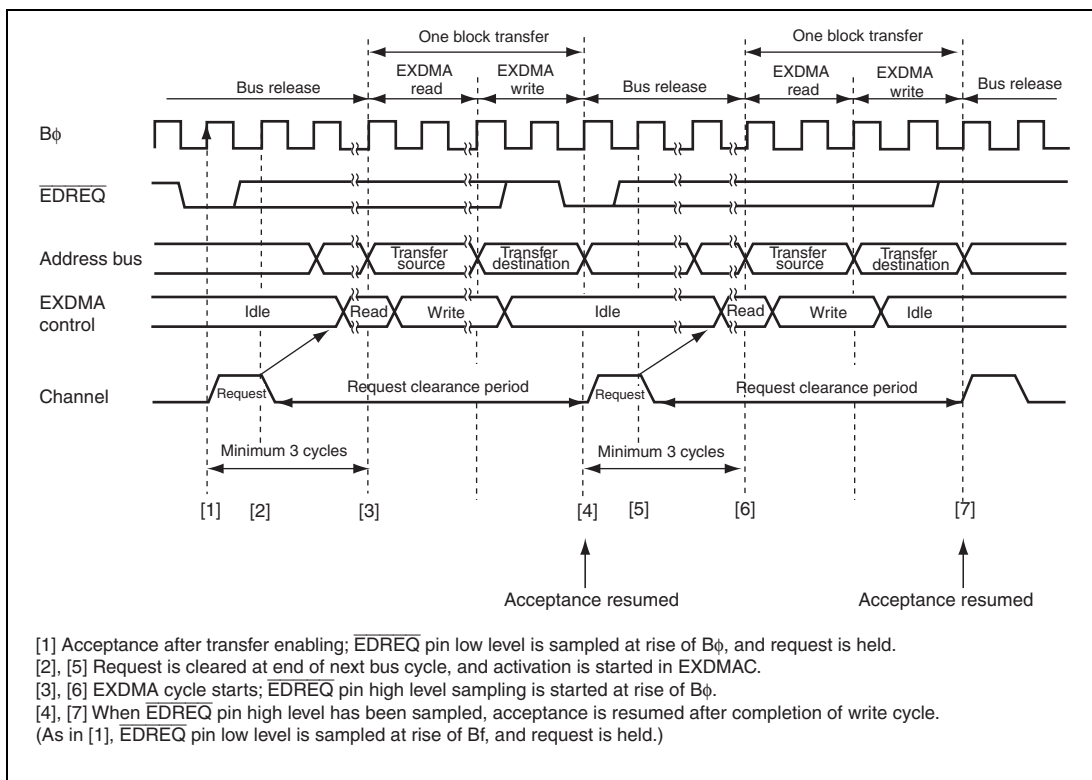 One block transfer One block transfer
Bus release EXDMA read EXDMA write Bus release EXDMA read EXDMA write Bus release
Bϕ
EDREQ
Address bus Transfer source Transfer destination Transfer source Transfer destination
EXDMA control Idle Read Write Idle Read Write Idle
Channel Request Request clearance period Request Request clearance period
Minimum 3 cycles Minimum 3 cycles
[1] [2] [3] [4] [5] [6] [7]
Acceptance resumed Acceptance resumed
[1] Acceptance after transfer enabling; EDREQ pin low level is sampled at rise of Bϕ, and request is held.
[2], [5] Request is cleared at end of next bus cycle, and activation is started in EXDMAC.
[3], [6] EXDMA cycle starts; EDREQ pin high level sampling is started at rise of Bϕ.
[4], [7] When EDREQ pin high level has been sampled, acceptance is resumed after completion of write cycle.
(As in [1], EDREQ pin low level is sampled at rise of Bf, and request is held.)